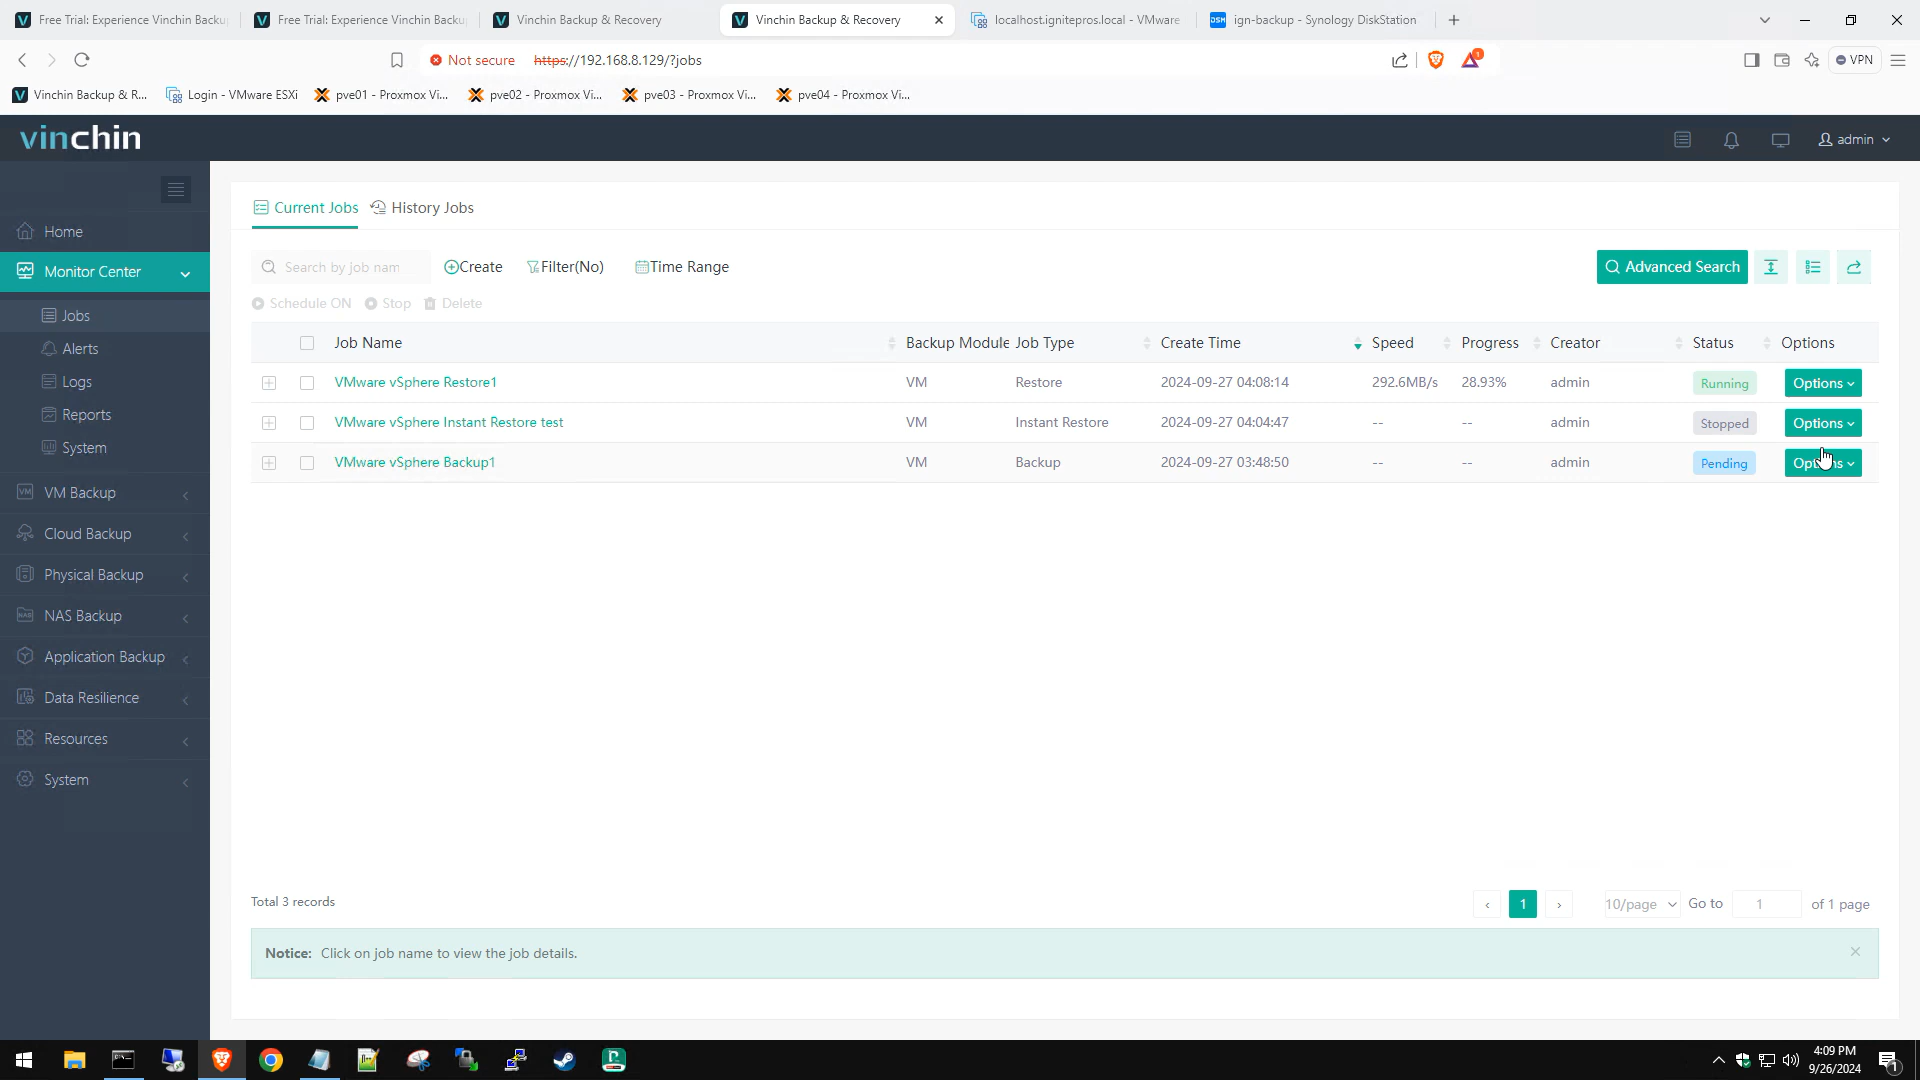 Free Trial: Experience Vinchin Backu
Free Trial: Experience Vinchin Backu
Vinchin Backup & Recovery
Vinchin Backup & Recovery
localhost.ignitepros.local - VMware
DSM
ign-backup - Synology DiskStation
Not secure
https://192.168.8.129/?jobs
1
VPN
Vinchin Backup & R...
Login - VMware ESXi
pve01 - Proxmox Vi...
pve02 - Proxmox Vi...
pve03 - Proxmox Vi...
pve04 - Proxmox Vi...
vinchin
admin
Home
Monitor Center
Jobs
Alerts
Logs
Reports
System
VM Backup
Cloud Backup
Physical Backup
NAS Backup
Application Backup
Data Resilience
Resources
System
Current Jobs
History Jobs
Search by job nam
Create
Filter(No)
Time Range
Advanced Search
Schedule ON
Stop
Delete
Job Name
Backup Module
Job Type
Create Time
Speed
Progress
Creator
Status
Options
VMware vSphere Restore1
VM
Restore
2024-09-27 04:08:14
292.6MB/s
28.93%
admin
Running
Options
VMware vSphere Instant Restore test
VM
Instant Restore
2024-09-27 04:04:47
--
--
admin
Stopped
Options
VMware vSphere Backup1
VM
Backup
2024-09-27 03:48:50
--
--
admin
Pending
Options
Total 3 records
1
10/page
Go to
1
of 1 page
Notice: Click on job name to view the job details.
4:09 PM
9/26/2024
1